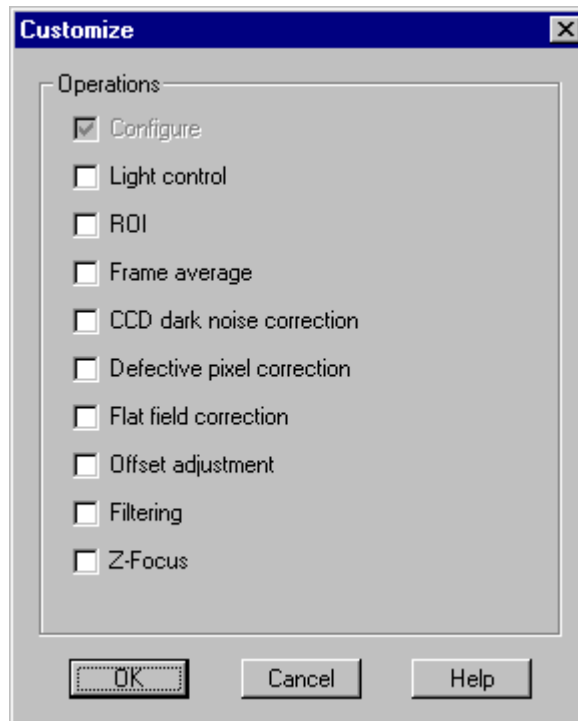 Customize
Operations
Configure
Light control
ROI
Frame average
CCD dark noise correction
Defective pixel correction
Flat field correction
Offset adjustment
Filtering
Z-Focus
OK Cancel Help